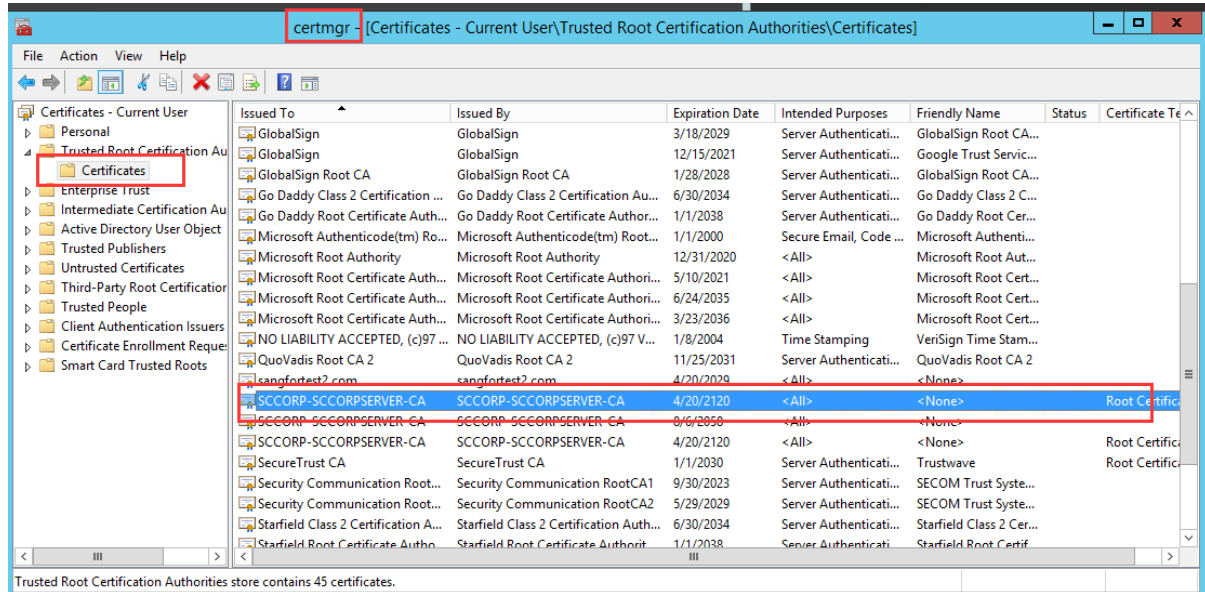 certmgr - [Certificates - Current User\Trusted Root Certification Authorities\Certificates]
File Action View Help
Certificates - Current User
Personal
Trusted Root Certification Au
Certificates
Enterprise Trust
Intermediate Certification Au
Active Directory User Object
Trusted Publishers
Untrusted Certificates
Third-Party Root Certification
Trusted People
Client Authentication Issuers
Certificate Enrollment Reque
Smart Card Trusted Roots
Issued To Issued By Expiration Date Intended Purposes Friendly Name Status Certificate Te
GlobalSign GlobalSign 3/18/2029 Server Authenticati... GlobalSign Root CA...
GlobalSign GlobalSign 12/15/2021 Server Authenticati... Google Trust Servic...
GlobalSign Root CA GlobalSign Root CA 1/28/2028 Server Authenticati... GlobalSign Root CA...
Go Daddy Class 2 Certification ... Go Daddy Class 2 Certification Au... 6/30/2034 Server Authenticati... Go Daddy Class 2 C...
Go Daddy Root Certificate Auth... Go Daddy Root Certificate Author... 1/1/2038 Server Authenticati... Go Daddy Root Cer...
Microsoft Authenticode(tm) Ro... Microsoft Authenticode(tm) Root... 1/1/2000 Secure Email, Code ... Microsoft Authenti...
Microsoft Root Authority Microsoft Root Authority 12/31/2020 <All> Microsoft Root Aut...
Microsoft Root Certificate Auth... Microsoft Root Certificate Authori... 5/10/2021 <All> Microsoft Root Cert...
Microsoft Root Certificate Auth... Microsoft Root Certificate Authori... 6/24/2035 <All> Microsoft Root Cert...
Microsoft Root Certificate Auth... Microsoft Root Certificate Authori... 3/23/2036 <All> Microsoft Root Cert...
NO LIABILITY ACCEPTED, (c)97 ... NO LIABILITY ACCEPTED, (c)97 V... 1/8/2004 Time Stamping VeriSign Time Stam...
QuoVadis Root CA 2 QuoVadis Root CA 2 11/25/2031 Server Authenticati... QuoVadis Root CA 2
sangfortest2.com sangfortest2.com 4/20/2029 <All> <None>
SCCORP-SCCORPSERVER-CA SCCORP-SCCORPSERVER-CA 4/20/2120 <All> <None> Root Certifica
SCCORP-SCCORPSERVER-CA SCCORP-SCCORPSERVER-CA <All> <None>
SCCORP-SCCORPSERVER-CA SCCORP-SCCORPSERVER-CA 4/20/2120 <All> <None> Root Certifica
SecureTrust CA SecureTrust CA 1/1/2030 Server Authenticati... Trustwave Root Certifica
Security Communication Root... Security Communication RootCA1 9/30/2023 Server Authenticati... SECOM Trust Syste...
Security Communication Root... Security Communication RootCA2 5/29/2029 Server Authenticati... SECOM Trust Syste...
Starfield Class 2 Certification A... Starfield Class 2 Certification Auth... 6/30/2034 Server Authenticati... Starfield Class 2 Cer...
Starfield Root Certificate Autho Starfield Root Certificate Authorit 1/1/2038 Server Authenticati Starfield Root Certif
Trusted Root Certification Authorities store contains 45 certificates.